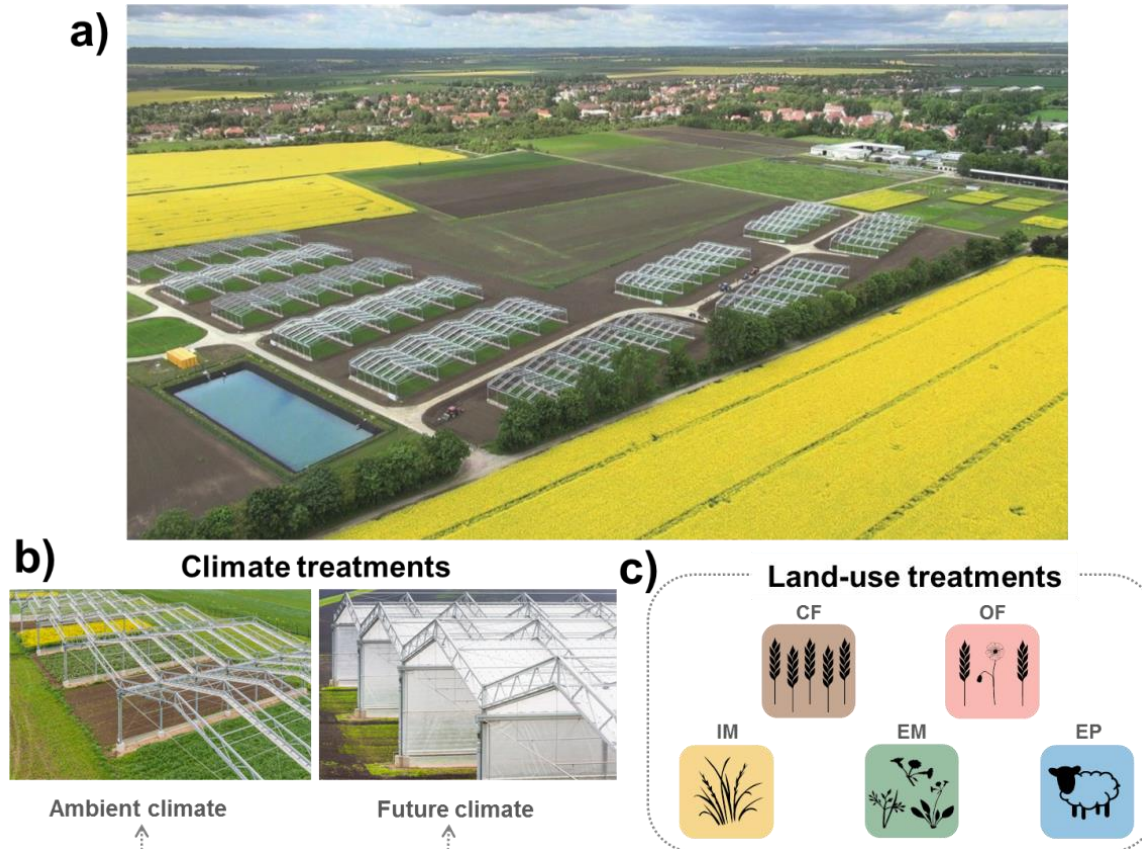 a)
b)
Climate treatments
Ambient climate
Future climate
c)
Land-use treatments
CF
OF
IM
EM
EP